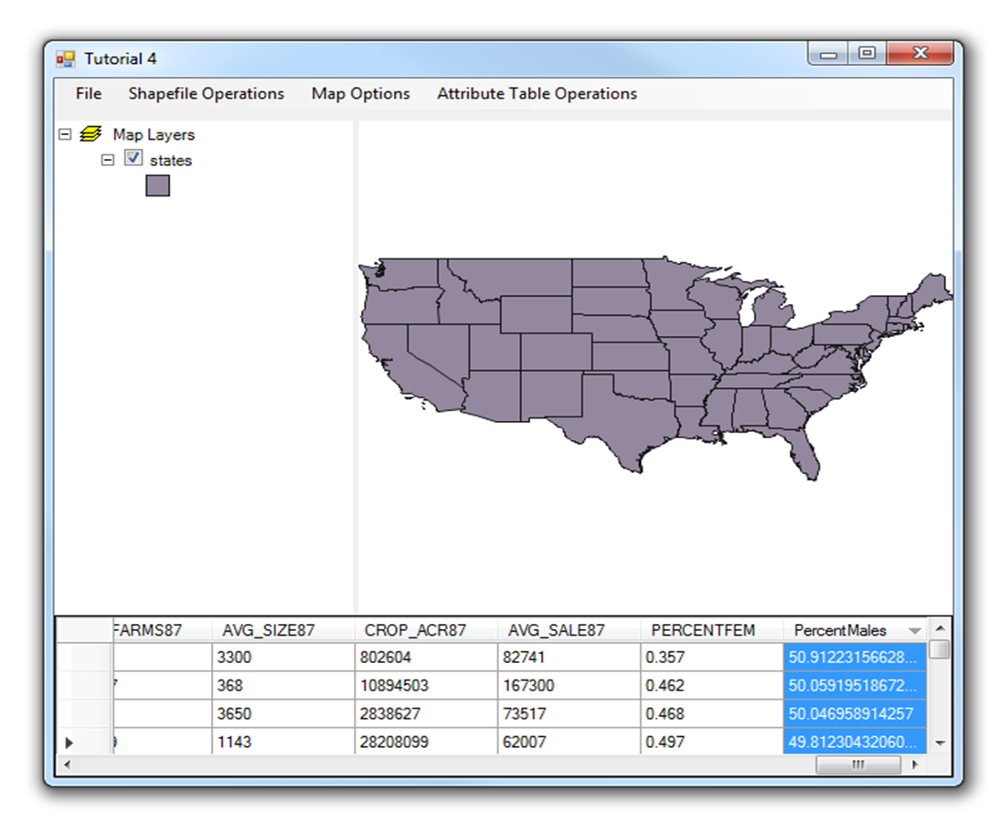 Tutorial 4
File Shapefile Operations Map Options Attribute Table Operations
Map Layers
states
FARMS87 AVG_SIZE87 CROP_ACR87 AVG_SALE87 PERCENTFEM PercentMales
3300 802604 82741 0.357 50.91223156628...
368 10894503 167300 0.462 50.05919518672...
3650 2838627 73517 0.468 50.046958914257
1143 28208099 62007 0.497 49.81230432060...